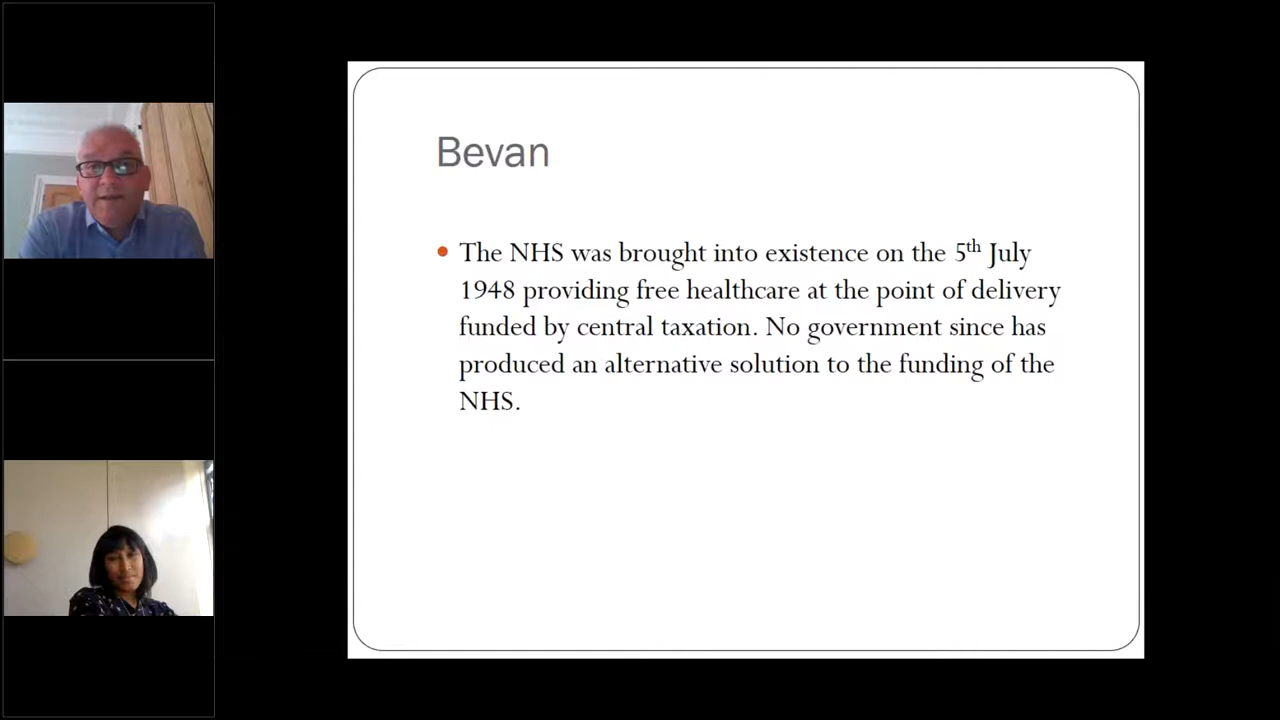 Bevan
The NHS was brought into existence on the 5th July
1948 providing free healthcare at the point of delivery
funded by central taxation. No government since has
produced an alternative solution to the funding of the
NHS.